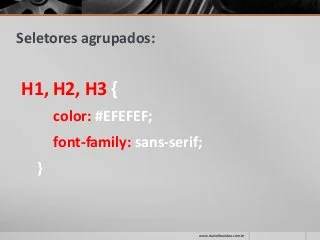 Seletores agrupados:
H1, H2, H3 {
color: #EFEFEF;
font-family: sans-serif;
}